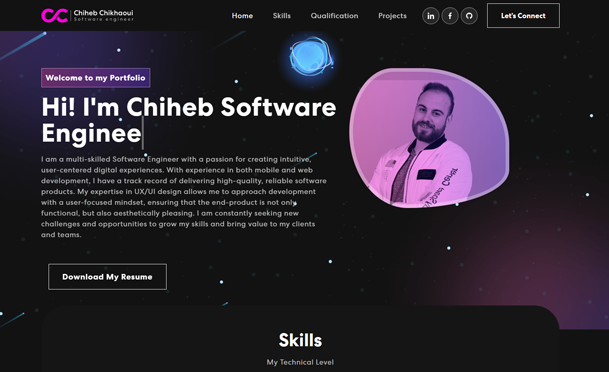 Chiheb Chikhaoui
Software engineer
Home Skills Qualification Projects Let's Connect
Welcome to my Portfolio
Hi! I'm Chiheb Software
Enginee
I am a multi-skilled Software Engineer with a passion for creating intuitive,
user-centered digital experiences. With experience in both mobile and web
development, I have a track record of delivering high-quality, reliable software
products. My expertise in UX/UI design allows me to approach development
with a user-focused mindset, ensuring that the end-product is not only
functional, but also aesthetically pleasing. I am constantly seeking new
challenges and opportunities to grow my skills and bring value to my clients
and teams.
Download My Resume
Skills
My Technical Level